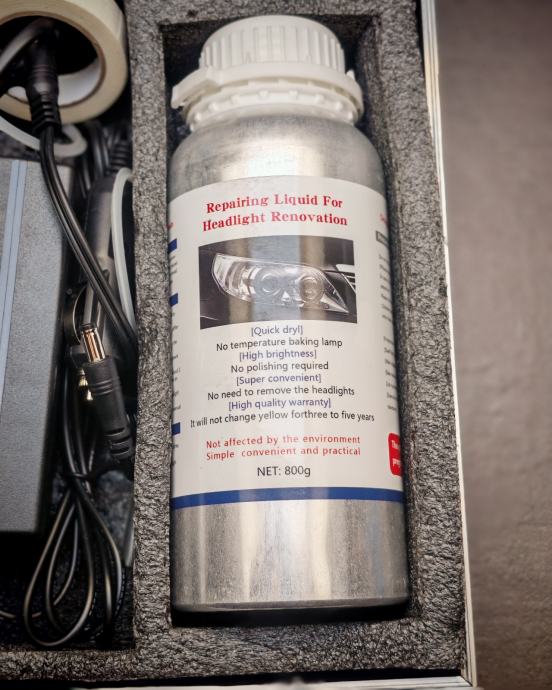 Repairing Liquid For
Headlight Renovation
[Quick dryl]
No temperature baking lamp
[High brightness]
No polishing required
[Super convenient]
No need to remove the headlights
[High quality warranty]
It will not change yellow forthree to five years
Not affected by the environment
Simple convenient and practical
NET: 800g